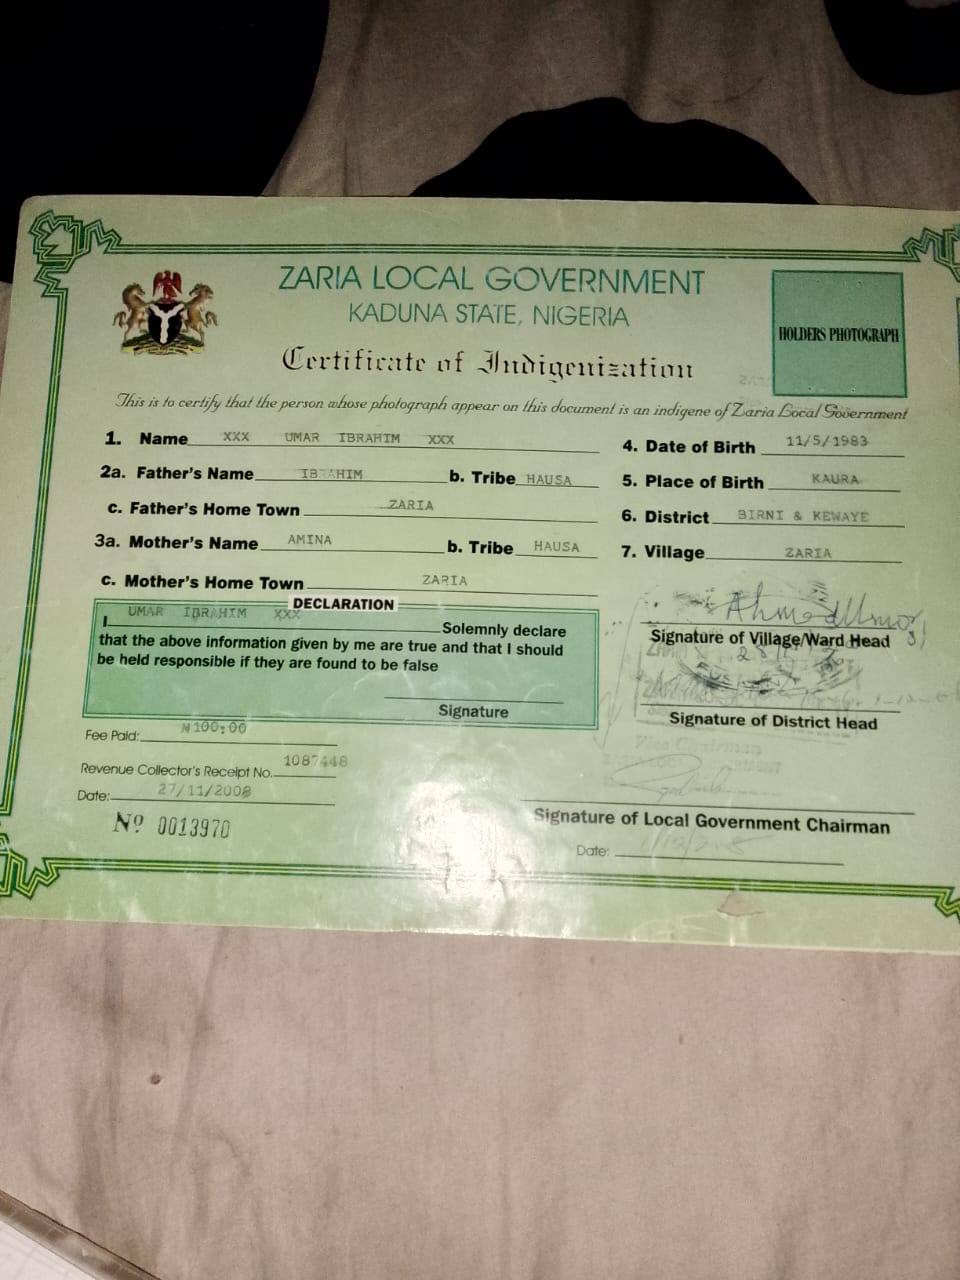 ZARIA LOCAL GOVERNMENT
KADUNA STATE, NIGERIA
HOLDERS PHOTOGRAPH
Certificate of Indigenization
This is to certify that the person whose photograph appear on this document is an indigene of Zaria Local Government
1. Name XXX UMAR IBRAHIM XXX
2a. Father's Name IBRAHIM b. Tribe HAUSA
c. Father's Home Town ZARIA
3a. Mother's Name AMINA b. Tribe HAUSA
c. Mother's Home Town ZARIA
4. Date of Birth 11/5/1983
5. Place of Birth KAURA
6. District BIRNI & KEWAYE
7. Village ZARIA
DECLARATION
I UMAR IBRAHIM XXX Solemnly declare
that the above information given by me are true and that I should
be held responsible if they are found to be false
Signature
Signature of Village/Ward Head
Signature of District Head
Vice Chairman
Signature of Local Government Chairman
Date:
Fee Paid: ₦100:00
Revenue Collector's Receipt No. 1087448
Date: 27/11/2008
Nº 0013970